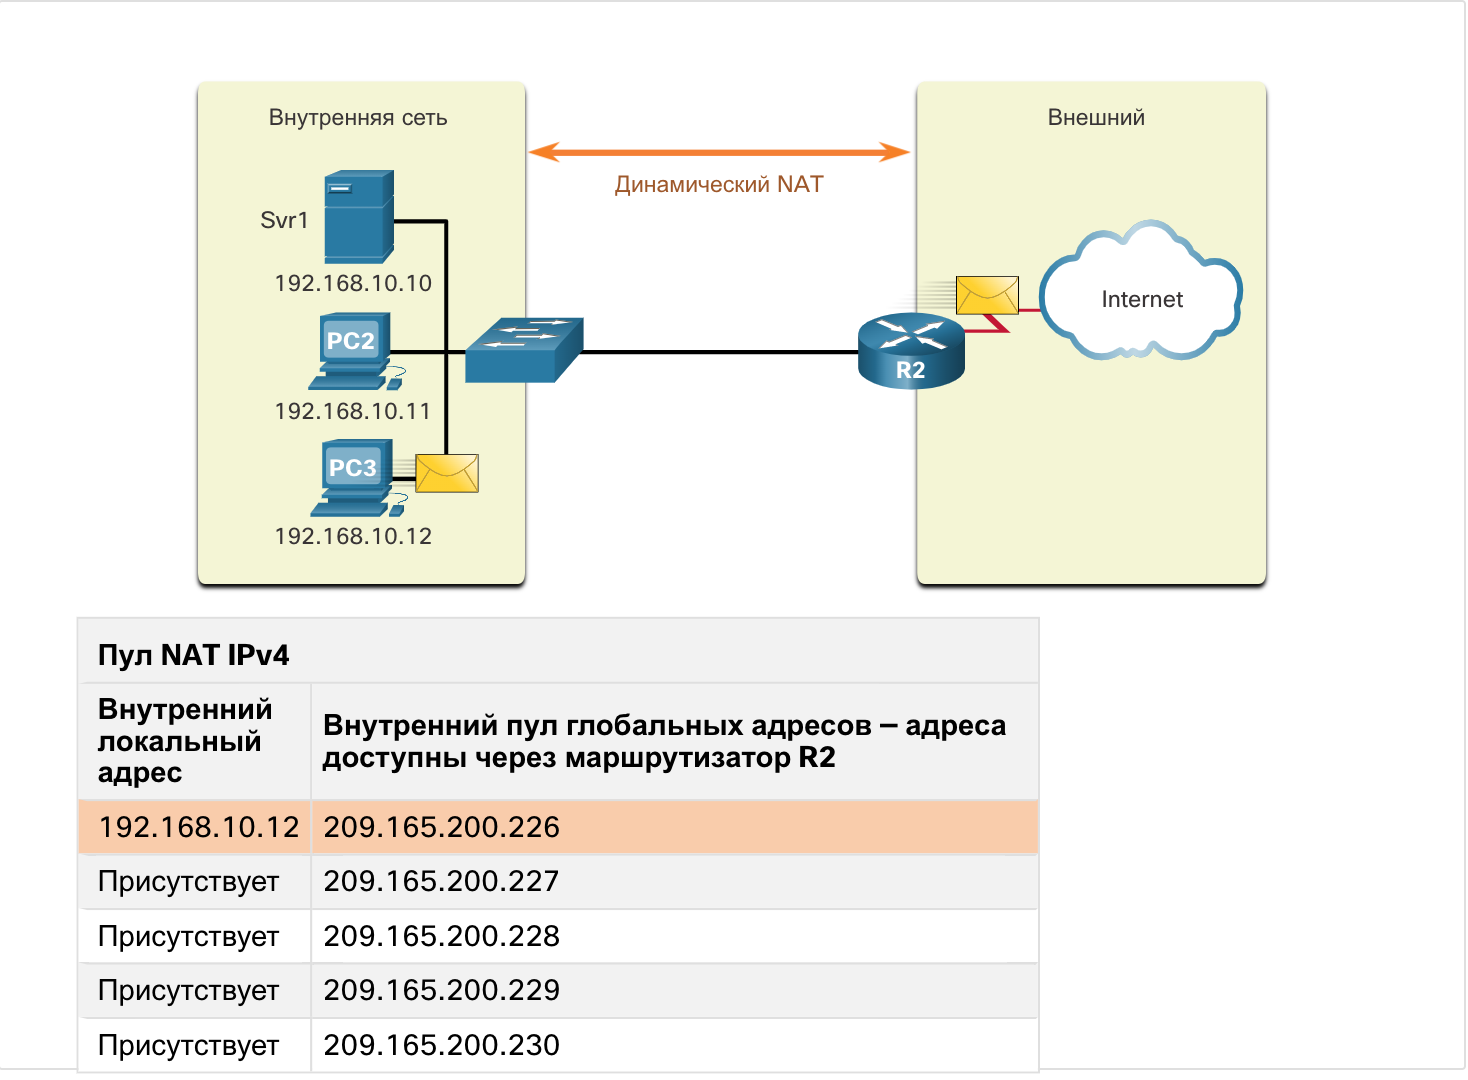 Внутренняя сеть
Внешний
Динамический NAT
Svr1
192.168.10.10
PC2
192.168.10.11
PC3
192.168.10.12
R2
Internet
Пул NAT IPv4
Внутренний
локальный
адрес
Внутренний пул глобальных адресов – адреса
доступны через маршрутизатор R2
192.168.10.12 209.165.200.226
Присутствует 209.165.200.227
Присутствует 209.165.200.228
Присутствует 209.165.200.229
Присутствует 209.165.200.230